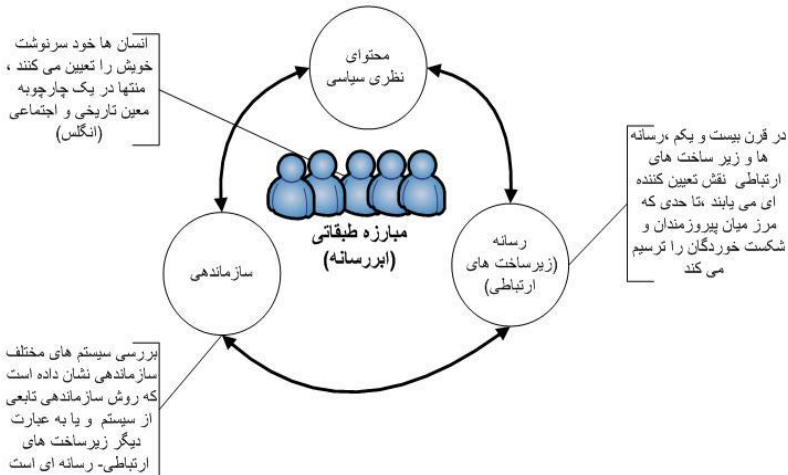 محتوای
نظری سیاسی
انسان ها خود سرنوشت
خویش را تعیین می کنند ،
منتها در یک چارچوبه
معین تاریخی و اجتماعی
(انگلس)
در قرن بیست و یکم ،رسانه
ها و زیر ساخت های
ارتباطی نقش تعیین کننده
ای می یابند ،تا حدی که
مرز میان پیروزمندان و
شکست خوردگان را ترسیم
می کند
مبارزه طبقاتی
(ابررسانه)
رسانه
(زیرساخت های
ارتباطی)
سازماندهی
بررسی سیستم های مختلف
سازماندهی نشان داده است
که روش سازماندهی تابعی
از سیستم و یا به عبارت
دیگر زیرساخت های
ارتباطی- رسانه ای است